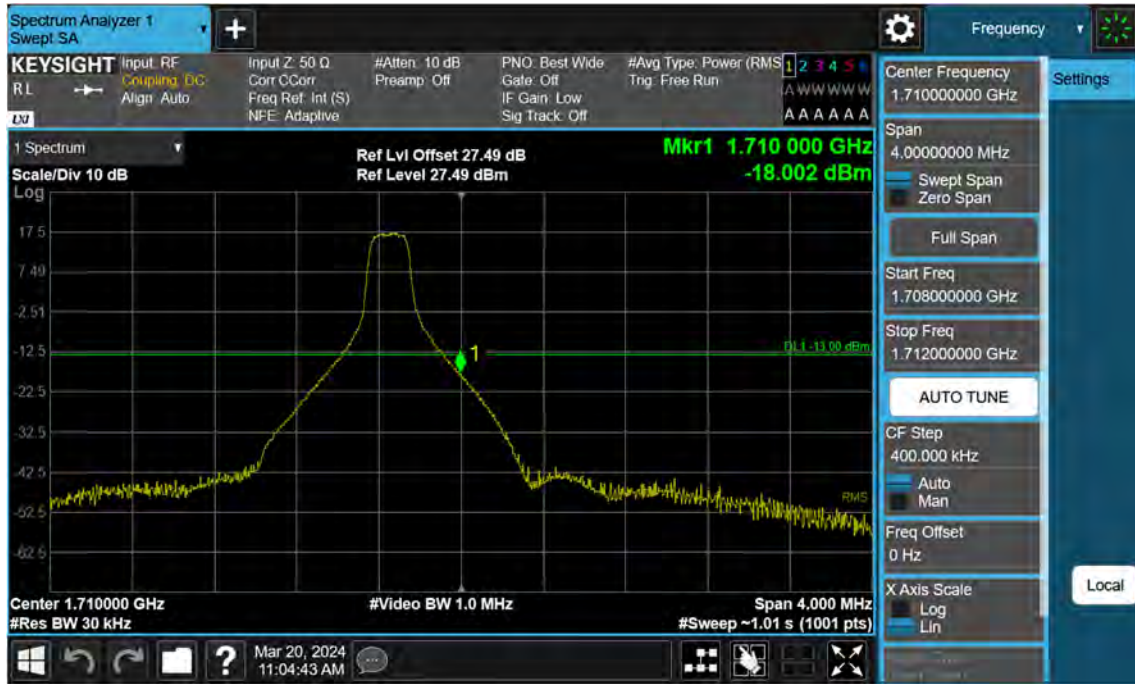 Spectrum Analyzer 1
Swept SA
Frequency
KEYSIGHT
RL
LXI
Input: RF
Coupling: DC
Align: Auto
Input Z: 50 Ω
Corr CCorr
Freq Ref: Int (S)
NFE: Adaptive
#Atten: 10 dB
Preamp: Off
PNO: Best Wide
Gate: Off
IF Gain: Low
Sig Track: Off
#Avg Type: Power (RMS
Trig: Free Run
1 2 3 4 5 6
A W W W W W
A A A A A A
1 Spectrum
Scale/Div 10 dB
Log
Ref Lvl Offset 27.49 dB
Ref Level 27.49 dBm
Mkr1 1.710 000 GHz
-18.002 dBm
17.5
7.49
-2.51
-12.5
-22.5
-32.5
-42.5
-52.5
-62.5
1
DL1 -13.00 dBm
RMS
Center 1.710000 GHz
#Res BW 30 kHz
#Video BW 1.0 MHz
Span 4.000 MHz
#Sweep ~1.01 s (1001 pts)
Center Frequency
1.710000000 GHz
Span
4.00000000 MHz
Swept Span
Zero Span
Full Span
Start Freq
1.708000000 GHz
Stop Freq
1.712000000 GHz
AUTO TUNE
CF Step
400.000 kHz
Auto
Man
Freq Offset
0 Hz
X Axis Scale
Log
Lin
Settings
Local
?
Mar 20, 2024
11:04:43 AM